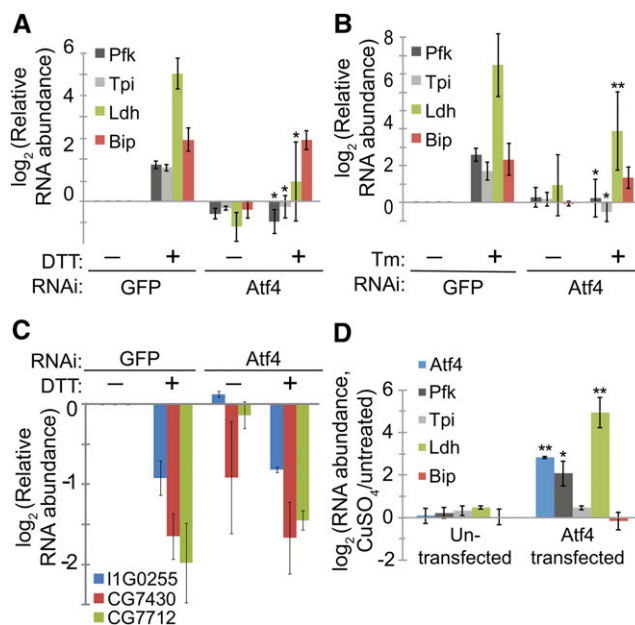 A
log2 (Relative RNA abundance)
6
4
2
0
Pfk
Tpi
Ldh
Bip
*
*
*
DTT: – + – +
RNAi: GFP Atf4
B
log2 (Relative RNA abundance)
8
6
4
2
0
Pfk
Tpi
Ldh
Bip
*
*
**
Tm: – + – +
RNAi: GFP Atf4
C
RNAi: GFP Atf4
DTT: – + – +
log2 (Relative RNA abundance)
0
-1
-2
I1G0255
CG7430
CG7712
D
log2 (RNA abundance, CuSO4/untreated)
8
6
4
2
0
-2
Atf4
Pfk
Tpi
Ldh
Bip
**
*
**
Un-
transfected
Atf4
transfected